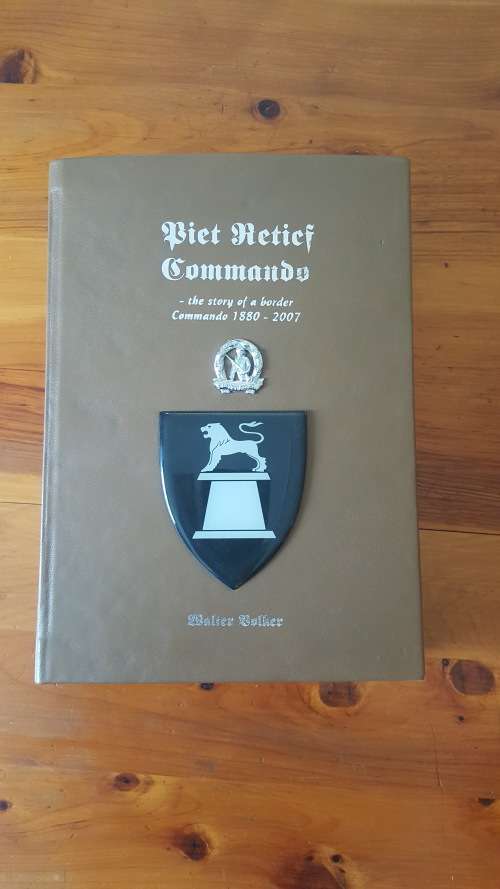 Piet Retief
Commando
- the story of a border
Commando 1880 - 2007
Walter Volker